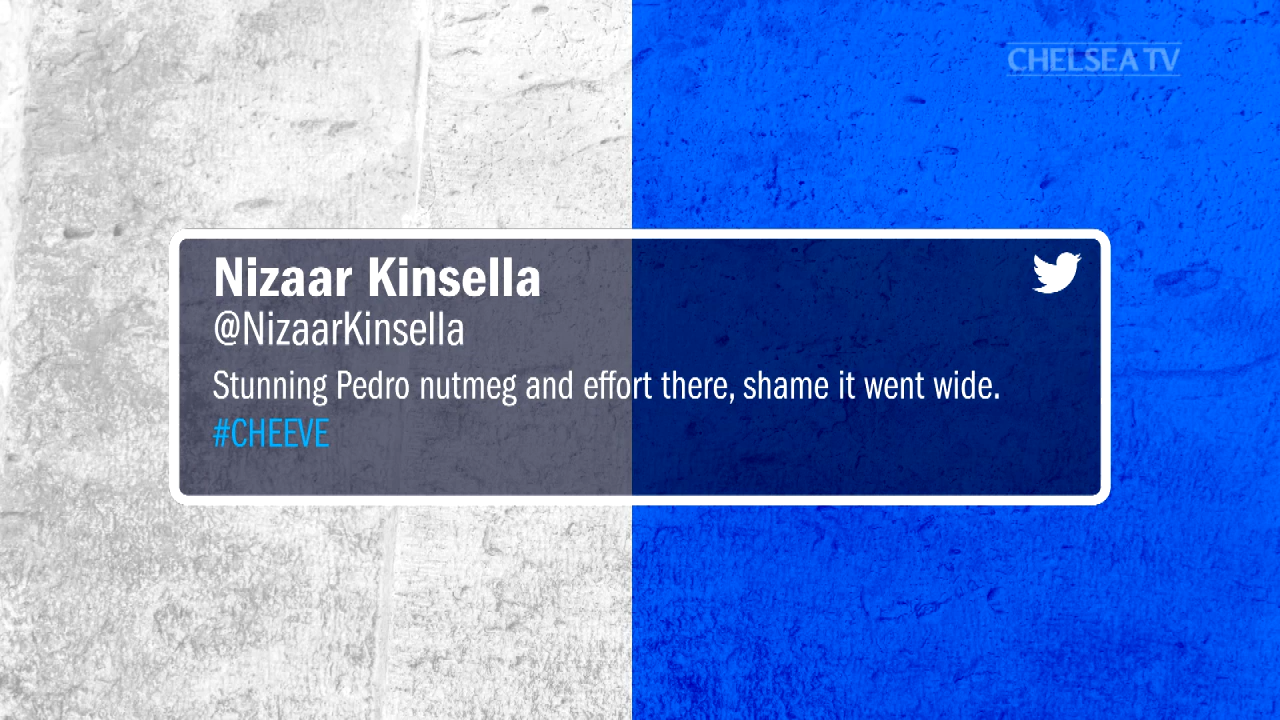 CHELSEA TV
Nizaar Kinsella
@NizaarKinsella
Stunning Pedro nutmeg and effort there, shame it went wide.
#CHEEVE